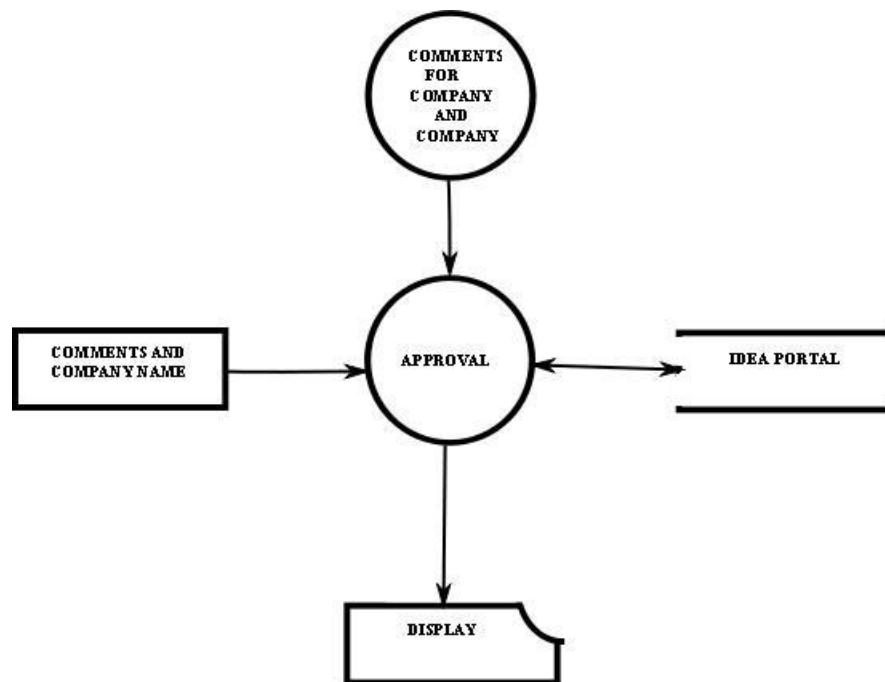 COMMENTS
FOR
COMPANY
AND
COMPANY
COMMENTS AND
COMPANY NAME
APPROVAL
IDEA PORTAL
DISPLAY